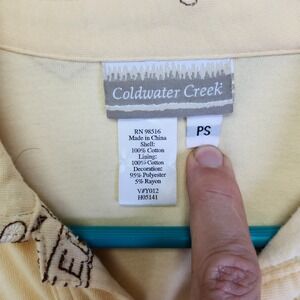 Coldwater Creek
PS
RN 98516
Made in China
Shell:
100% Cotton
Lining:
100% Cotton
Decoration:
95% Polyester
5% Rayon
V#Y012
H05141